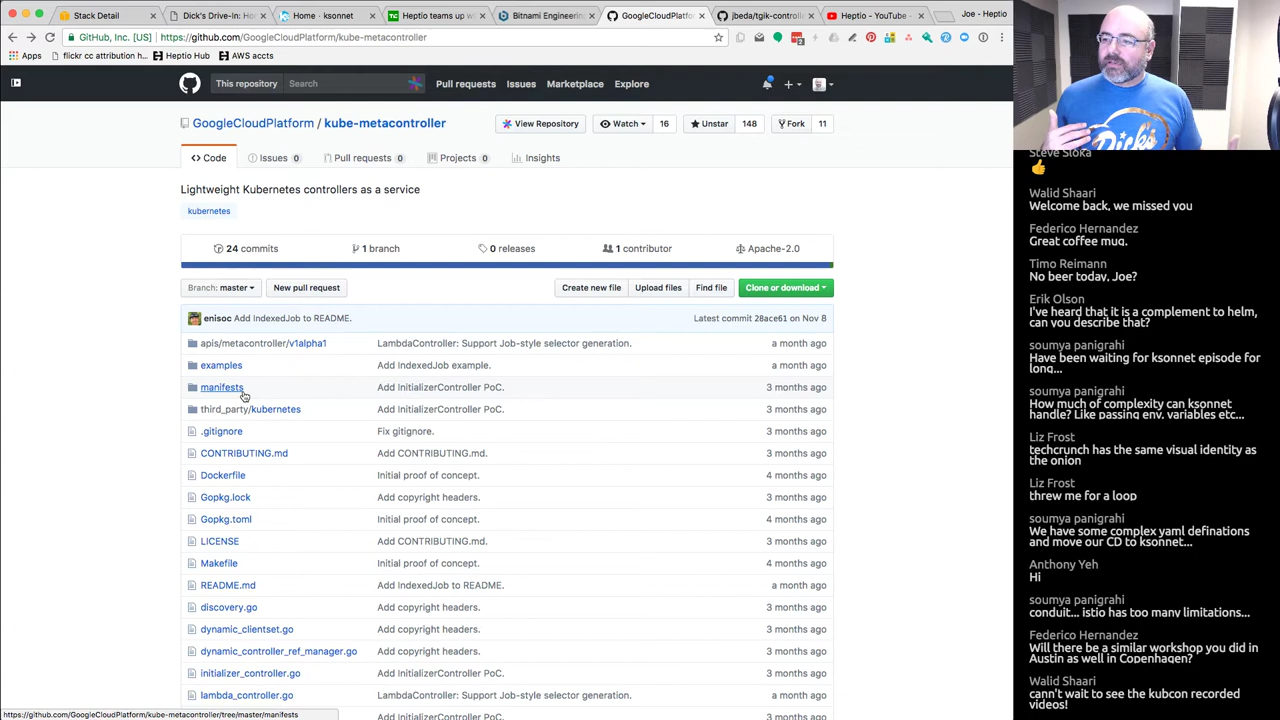 Stack Detail
Dick's Drive-In: Hom
Home · ksonnet
Heptio teams up wi
Bitnami Engineering
GoogleCloudPlatfor
jbeda/tgik-controlle
Heptio - YouTube
Joe - Heptio
GitHub, Inc. [US] | https://github.com/GoogleCloudPlatform/kube-metacontroller
Apps
flickr cc attribution h
Heptio Hub
AWS accts
This repository
Search
Pull requests
Issues
Marketplace
Explore
GoogleCloudPlatform / kube-metacontroller
View Repository
Watch 16
Unstar 148
Fork 11
Code
Issues 0
Pull requests 0
Projects 0
Insights
Lightweight Kubernetes controllers as a service
kubernetes
24 commits
1 branch
0 releases
1 contributor
Apache-2.0
Branch: master
New pull request
Create new file
Upload files
Find file
Clone or download
enisoc Add IndexedJob to README.
Latest commit 28ace61 on Nov 8
apis/metacontroller/v1alpha1 LambdaController: Support Job-style selector generation. a month ago
examples Add IndexedJob example. a month ago
manifests Add InitializerController PoC. 3 months ago
third_party/kubernetes Add InitializerController PoC. 3 months ago
.gitignore Fix gitignore. 3 months ago
CONTRIBUTING.md Add CONTRIBUTING.md. 3 months ago
Dockerfile Initial proof of concept. 4 months ago
Gopkg.lock Add copyright headers. 3 months ago
Gopkg.toml Initial proof of concept. 4 months ago
LICENSE Add CONTRIBUTING.md. 3 months ago
Makefile Initial proof of concept. 4 months ago
README.md Add IndexedJob to README. a month ago
discovery.go Add copyright headers. 3 months ago
dynamic_clientset.go Add copyright headers. 3 months ago
dynamic_controller_ref_manager.go Add copyright headers. 3 months ago
initializer_controller.go Add InitializerController PoC. 3 months ago
lambda_controller.go LambdaController: Support Job-style selector generation. a month ago
Add InitializerController PoC. 3 months ago
https://github.com/GoogleCloudPlatform/kube-metacontroller/tree/master/manifests
Dick's
Steve Sloka
👍
Walid Shaari
Welcome back, we missed you
Federico Hernandez
Great coffee mug.
Timo Reimann
No beer today, Joe?
Erik Olson
I've heard that it is a complement to helm,
can you describe that?
soumya panigrahi
Have been waiting for ksonnet episode for
long...
soumya panigrahi
How much of complexity can ksonnet
handle? Like passing env. variables etc...
Liz Frost
techcrunch has the same visual identity as
the onion
Liz Frost
threw me for a loop
soumya panigrahi
We have some complex yaml definations
and move our CD to ksonnet...
Anthony Yeh
Hi
soumya panigrahi
conduit... istio has too many limitations...
Federico Hernandez
Will there be a similar workshop you did in
Austin as well in Copenhagen?
Walid Shaari
cann't wait to see the kubcon recorded
videos!